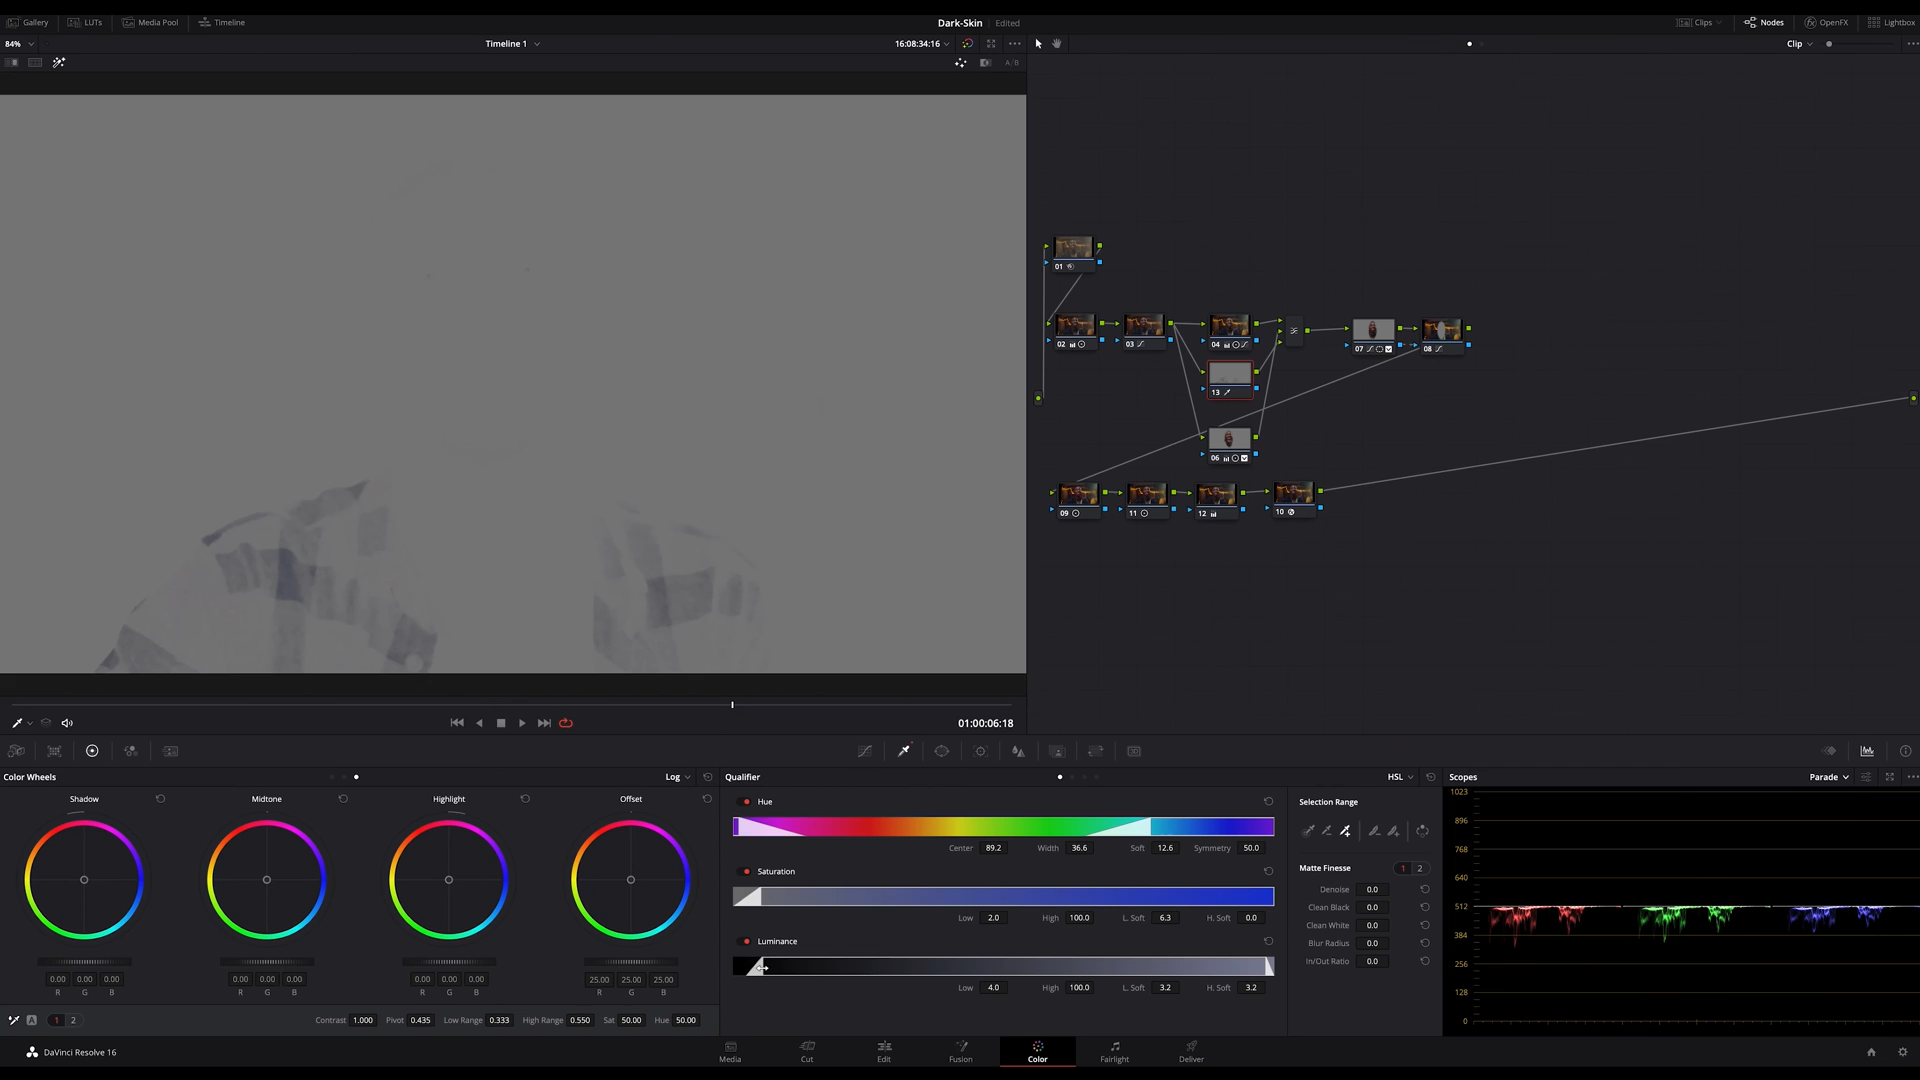 Gallery LUTs Media Pool Timeline Dark-Skin Edited Clips Nodes OpenFX Lightbox
84% Timeline 1 16:08:34:16 Clip
A/B
01
02 03 04 07 08
13
06
09 11 12 10
01:00:06:18
Color Wheels Log Qualifier HSL Scopes Parade
Shadow Midtone Highlight Offset
Hue
Center 89.2 Width 36.6 Soft 12.6 Symmetry 50.0
Saturation
Low 2.0 High 100.0 L. Soft 6.3 H. Soft 0.0
Luminance
Low 4.0 High 100.0 L. Soft 3.2 H. Soft 3.2
Selection Range
Matte Finesse 1 2
Denoise 0.0
Clean Black 0.0
Clean White 0.0
Blur Radius 0.0
In/Out Ratio 0.0
1023
896
768
640
512
384
256
128
0
0.00 0.00 0.00 0.00 0.00 0.00 0.00 0.00 0.00 25.00 25.00 25.00
R G B R G B R G B R G B
A 1 2 Contrast 1.000 Pivot 0.435 Low Range 0.333 High Range 0.550 Sat 50.00 Hue 50.00
DaVinci Resolve 16 Media Cut Edit Fusion Color Fairlight Deliver